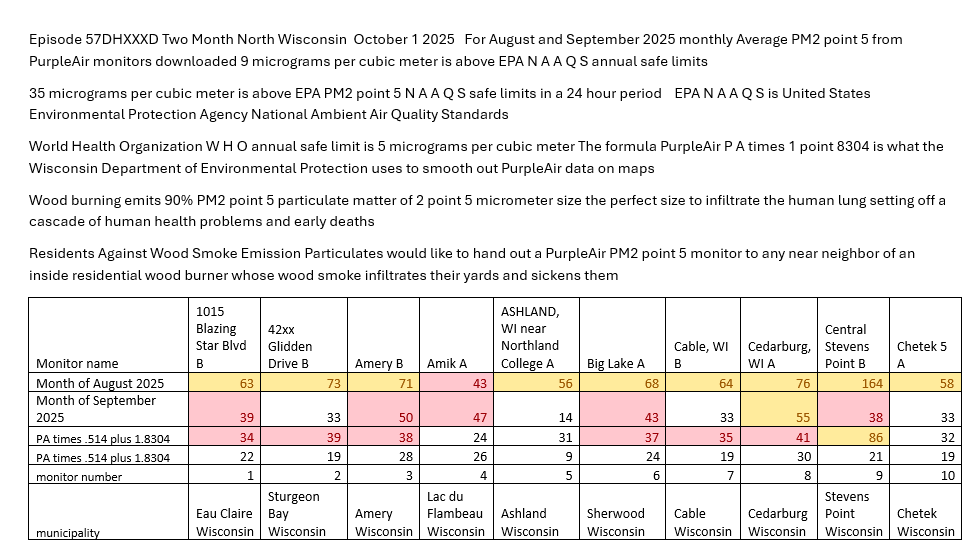 Episode 57DHXXXD Two Month North Wisconsin  October 1 2025   For August and September 2025 monthly Average PM2 point 5 from
PurpleAir monitors downloaded 9 micrograms per cubic meter is above EPA N A A Q S annual safe limits
35 micrograms per cubic meter is above EPA PM2 point 5 N A A Q S safe limits in a 24 hour period    EPA N A A Q S is United States
Environmental Protection Agency National Ambient Air Quality Standards
World Health Organization W H O annual safe limit is 5 micrograms per cubic meter The formula PurpleAir P A times 1 point 8304 is what the
Wisconsin Department of Environmental Protection uses to smooth out PurpleAir data on maps
Wood burning emits 90% PM2 point 5 particulate matter of 2 point 5 micrometer size the perfect size to infiltrate the human lung setting off a
cascade of human health problems and early deaths
Residents Against Wood Smoke Emission Particulates would like to hand out a PurpleAir PM2 point 5 monitor to any near neighbor of an
inside residential wood burner whose wood smoke infiltrates their yards and sickens them
Monitor name 1015 Blazing Star Blvd B 42xx Glidden Drive B Amery B Amik A ASHLAND, WI near Northland College A Big Lake A Cable, WI B Cedarburg, WI A Central Stevens Point B Chetek 5 A
Month of August 2025 63 73 71 43 56 68 64 76 164 58
Month of September 2025 39 33 50 47 14 43 33 55 38 33
PA times .514 plus 1.8304 34 39 38 24 31 37 35 41 86 32
PA times .514 plus 1.8304 22 19 28 26 9 24 19 30 21 19
monitor number 1 2 3 4 5 6 7 8 9 10
municipality Eau Claire Wisconsin Sturgeon Bay Wisconsin Amery Wisconsin Lac du Flambeau Wisconsin Ashland Wisconsin Sherwood Wisconsin Cable Wisconsin Cedarburg Wisconsin Stevens Point Wisconsin Chetek Wisconsin